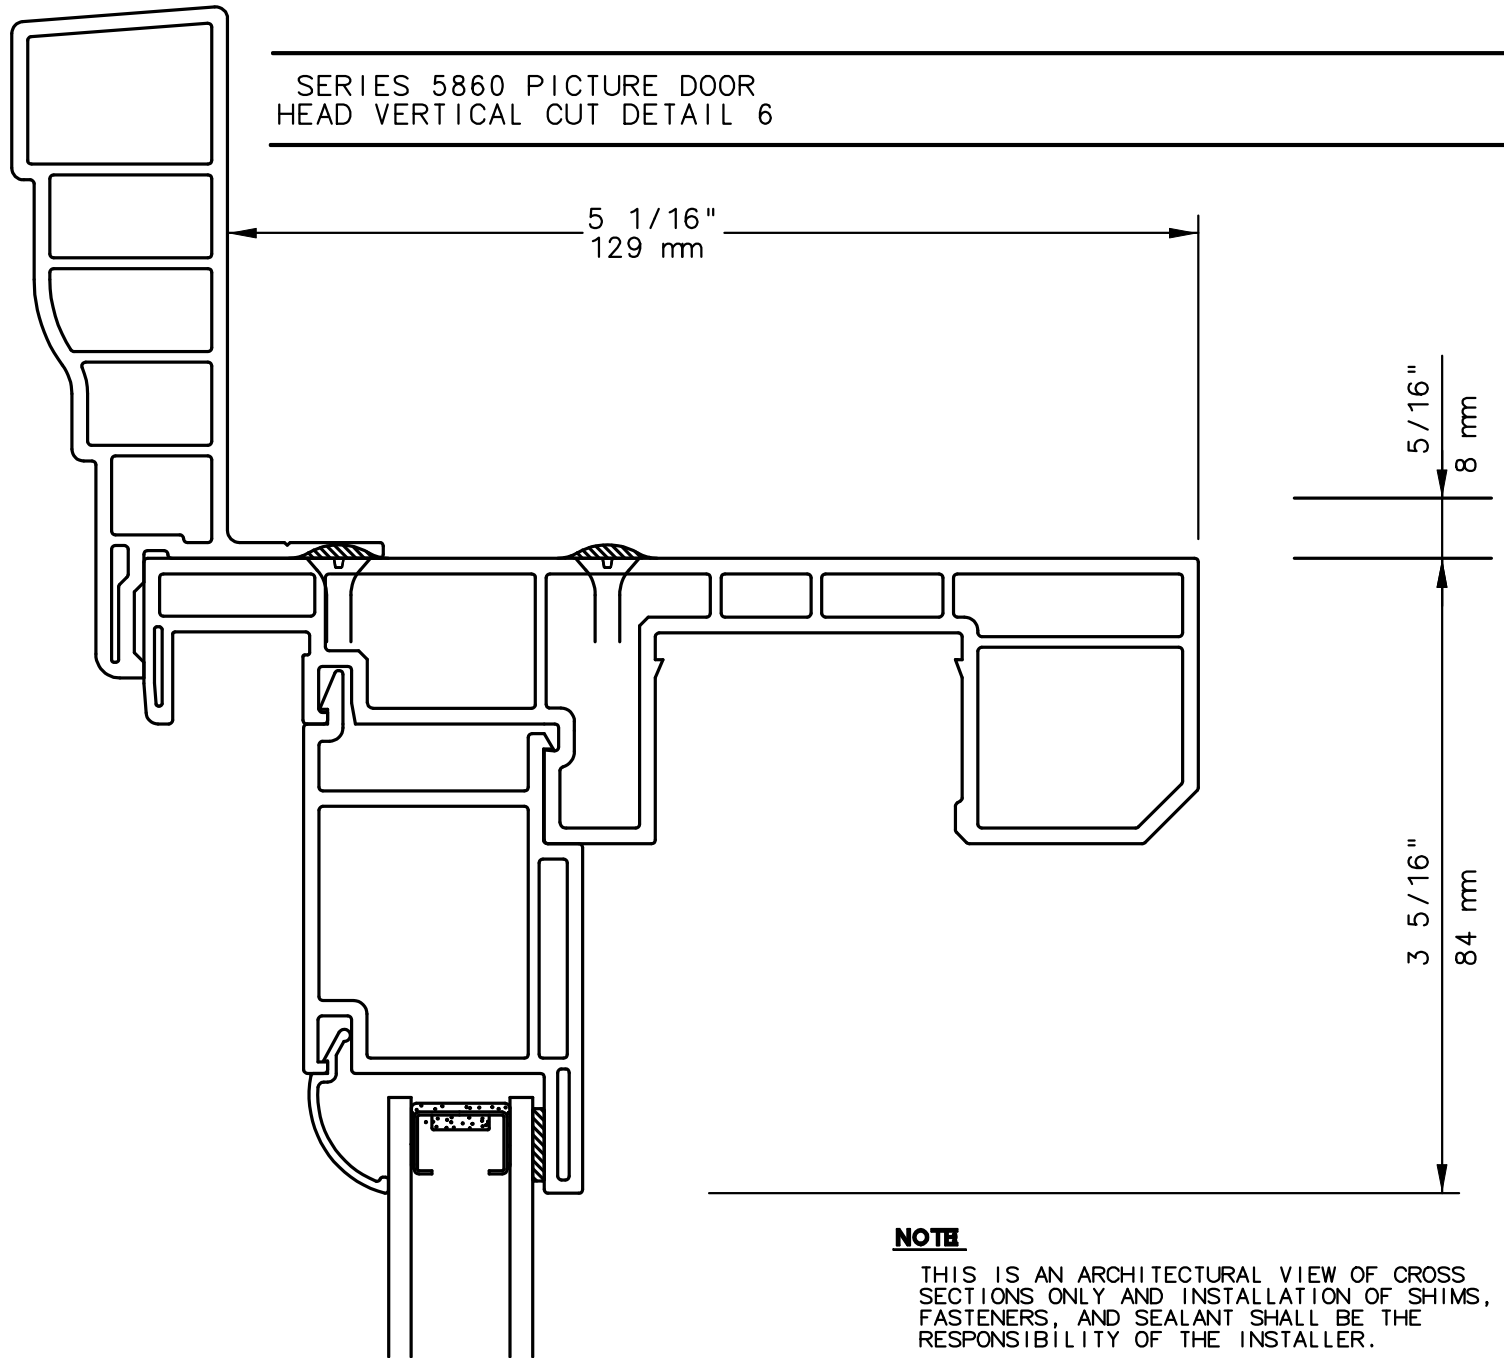 SERIES 5860 PICTURE DOOR
HEAD VERTICAL CUT DETAIL 6
5 1/16"
129 mm
5/16"
8 mm
3 5/16"
84 mm
NOTE
THIS IS AN ARCHITECTURAL VIEW OF CROSS
SECTIONS ONLY AND INSTALLATION OF SHIMS,
FASTENERS, AND SEALANT SHALL BE THE
RESPONSIBILITY OF THE INSTALLER.